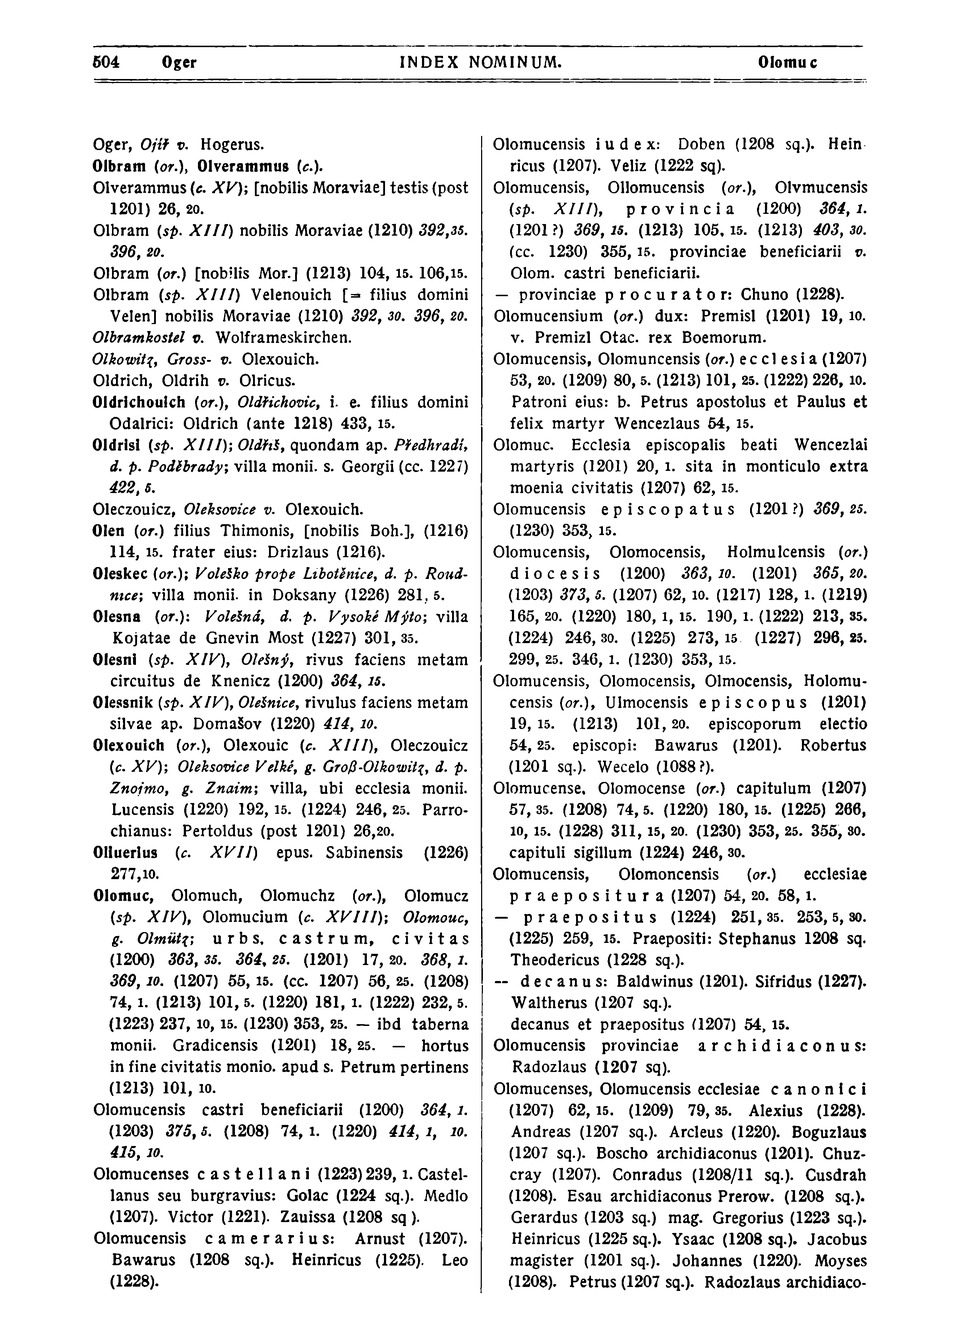 504 Oger INDEX NOMINUM. Olomuc
Oger, Ojíř v. Hogerus.
Olbram (or.), Olverammus (c.).
Olverammus (c. XV); [nobilis Moraviae] testis (post
1201) 26, 20.
Olbram (sp. XIII) nobilis Moraviae (1210) 392, 35.
396, 20.
Olbram (or.) [nobilis Mor.] (1213) 104, 15. 106, 15.
Olbram (sp. XIII) Velenouich [= filius domini
Velen] nobilis Moraviae (1210) 392, 30. 396, 20.
Olbramkostel v. Wolframeskirchen.
Olkowitz, Gross- v. Olexouich.
Oldrich, Oldrih v. Olricus.
Oldrichouich (or.), Oldřichovic, i. e. filius domini
Odalrici: Oldrich (ante 1218) 433, 15.
Oldrisi (sp. XIII); Oldřiš, quondam ap. Předhradí,
d. p. Poděbrady; villa monii. s. Georgii (cc. 1227)
422, 5.
Oleczouicz, Oleksovice v. Olexouich.
Olen (or.) filius Thimonis, [nobilis Boh.], (1216)
114, 15. frater eius: Drizlaus (1216).
Oleskec (or.); Voleško prope Libotěnice, d. p. Roud-
nice; villa monii. in Doksany (1226) 281, 5.
Olesna (or.): Volešná, d. p. Vysoké Mýto; villa
Kojatae de Gnevin Most (1227) 301, 35.
Olesni (sp. XIV), Olešný, rivus faciens metam
circuitus de Knenicz (1200) 364, 15.
Olessnik (sp. XIV), Olešnice, rivulus faciens metam
silvae ap. Domašov (1220) 414, 10.
Olexouich (or.), Olexouic (c. XIII), Oleczouicz
(c. XV); Oleksovice Velké, g. Groß-Olkowitz, d. p.
Znojmo, g. Znaim; villa, ubi ecclesia monii.
Lucensis (1220) 192, 15. (1224) 246, 25. Parro-
chianus: Pertoldus (post 1201) 26,20.
Oliuerius (c. XVII) epus. Sabinensis (1226)
277,10.
Olomuc, Olomuch, Olomuchz (or.), Olomucz
(sp. XIV), Olomucium (c. XVIII); Olomouc,
g. Olmütz; urbs, castrum, civitas
(1200) 363, 35. 364, 25. (1201) 17, 20. 368, 1.
369, 10. (1207) 55, 15. (cc. 1207) 56, 25. (1208)
74, 1. (1213) 101, 5. (1220) 181, 1. (1222) 232, 5.
(1223) 237, 10, 15. (1230) 353, 25. — ibd taberna
monii. Gradicensis (1201) 18, 25. — hortus
in fine civitatis monio. apud s. Petrum pertinens
(1213) 101, 10.
Olomucensis castri beneficiarii (1200) 364, 1.
(1203) 375, 5. (1208) 74, 1. (1220) 414, 1, 10.
415, 10.
Olomucenses castellani (1223) 239, 1. Castel-
lanus seu burgravius: Golac (1224 sq.). Medlo
(1207). Victor (1221). Zauissa (1208 sq ).
Olomucensis camerarius: Arnust (1207).
Bawarus (1208 sq.). Heinricus (1225). Leo
(1228).
Olomucensis iudex: Doben (1208 sq.). Hein-
ricus (1207). Veliz (1222 sq).
Olomucensis, Ollomucensis (or.), Olvmucensis
(sp. XIII), provincia (1200) 364, 1.
(1201?) 369, 15. (1213) 105, 15. (1213) 403, 30.
(cc. 1230) 355, 15. provinciae beneficiarii v.
Olom. castri beneficiarii.
— provinciae procurator: Chuno (1228).
Olomucensium (or.) dux: Premisl (1201) 19, 10.
v. Premizl Otac. rex Boemorum.
Olomucensis, Olomuncensis (or.) ecclesia (1207)
53, 20. (1209) 80, 5. (1213) 101, 25. (1222) 226, 10.
Patroni eius: b. Petrus apostolus et Paulus et
felix martyr Wencezlaus 54, 15.
Olomuc. Ecclesia episcopalis beati Wencezlai
martyris (1201) 20, 1. sita in monticulo extra
moenia civitatis (1207) 62, 15.
Olomucensis episcopatus (1201?) 369, 25.
(1230) 353, 15.
Olomucensis, Olomocensis, Holmulcensis (or.)
diocesis (1200) 363, 10. (1201) 365, 20.
(1203) 373, 5. (1207) 62, 10. (1217) 128, 1. (1219)
165, 20. (1220) 180, 1, 15. 190, 1. (1222) 213, 35.
(1224) 246, 30. (1225) 273, 15 (1227) 296, 25.
299, 25. 346, 1. (1230) 353, 15.
Olomucensis, Olomocensis, Olmocensis, Holomu-
censis (or.), Ulmocensis episcopus (1201)
19, 15. (1213) 101, 20. episcoporum electio
54, 25. episcopi: Bawarus (1201). Robertus
(1201 sq.). Wecelo (1088?).
Olomucense, Olomocense (or.) capitulum (1207)
57, 35. (1208) 74, 5. (1220) 180, 15. (1225) 266,
10, 15. (1228) 311, 15, 20. (1230) 353, 25. 355, 30.
capituli sigillum (1224) 246, 30.
Olomucensis, Olomoncensis (or.) ecclesiae
praepositura (1207) 54, 20. 58, 1.
— praepositus (1224) 251, 35. 253, 5, 30.
(1225) 259, 15. Praepositi: Stephanus 1208 sq.
Theodericus (1228 sq.).
— decanus: Baldwinus (1201). Sifridus (1227).
Waltherus (1207 sq.).
decanus et praepositus (1207) 54, 15.
Olomucensis provinciae archidiaconus:
Radozlaus (1207 sq).
Olomucenses, Olomucensis ecclesiae canonici
(1207) 62, 15. (1209) 79, 35. Alexius (1228).
Andreas (1207 sq.). Arcleus (1220). Boguzlaus
(1207 sq.). Boscho archidiaconus (1201). Chuz-
cray (1207). Conradus (1208/11 sq.). Cusdrah
(1208). Esau archidiaconus Prerow. (1208 sq.).
Gerardus (1203 sq.) mag. Gregorius (1223 sq.).
Heinricus (1225 sq.). Ysaac (1208 sq.). Jacobus
magister (1201 sq.). Johannes (1220). Moyses
(1208). Petrus (1207 sq.). Radozlaus archidiaco-